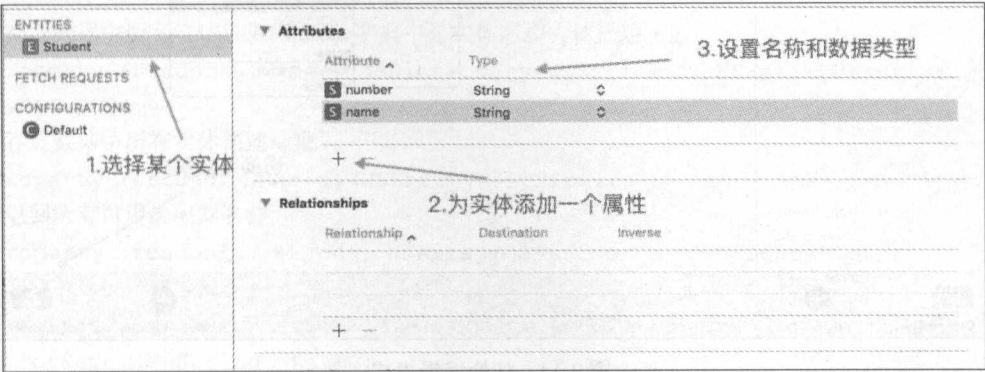 ENTITIES
E Student
FETCH REQUESTS
CONFIGURATIONS
C Default
1.选择某个实体
▼ Attributes
Attribute Type
3.设置名称和数据类型
S number String
S name String
+ −
2.为实体添加一个属性
▼ Relationships
Relationship Destination Inverse
+